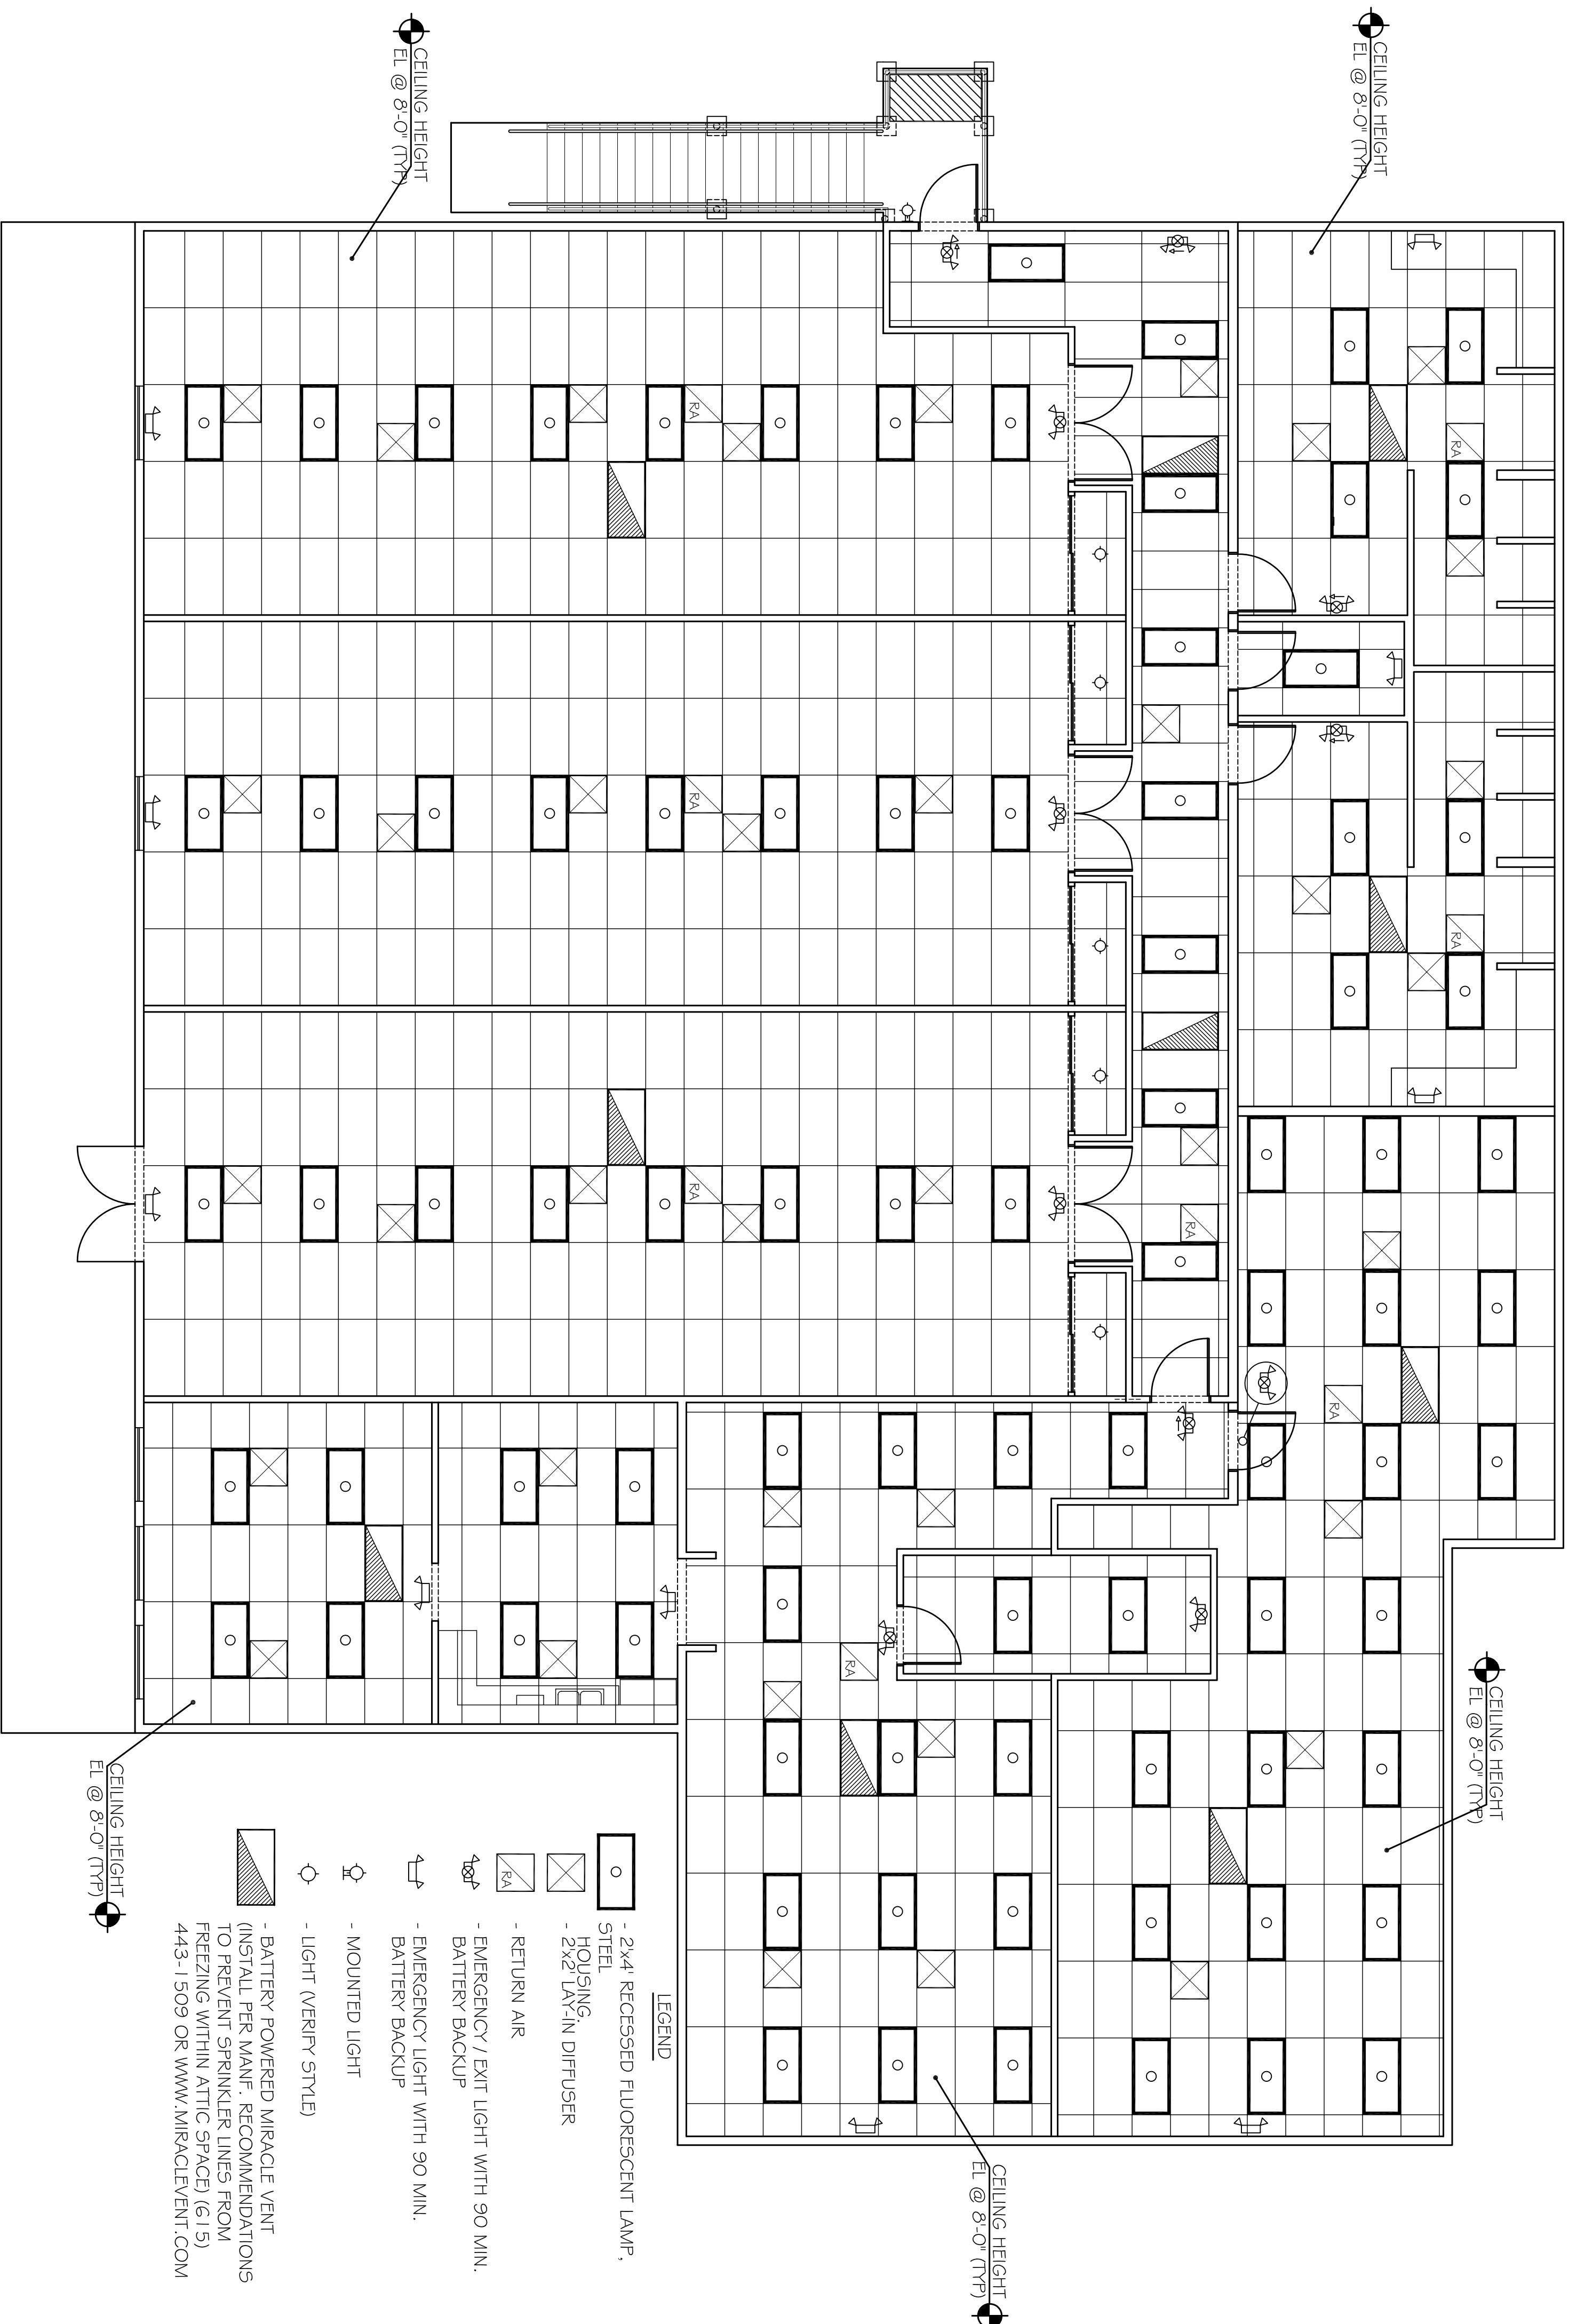 CEILING HEIGHT
EL @ 8'-0" (TYP)
CEILING HEIGHT
EL @ 8'-0" (TYP)
RA
RA
RA
RA
RA
RA
RA
RA
CEILING HEIGHT
EL @ 8'-0" (TYP)
CEILING HEIGHT
EL @ 8'-0" (TYP)
CEILING HEIGHT
EL @ 8'-0" (TYP)
LEGEND
- 2'x4' RECESSED FLUORESCENT LAMP,
STEEL
HOUSING.
- 2'x2' LAY-IN DIFFUSER
RA
- RETURN AIR
- EMERGENCY / EXIT LIGHT WITH 90 MIN.
BATTERY BACKUP
- EMERGENCY LIGHT WITH 90 MIN.
BATTERY BACKUP
- MOUNTED LIGHT
- LIGHT (VERIFY STYLE)
- BATTERY POWERED MIRACLE VENT
(INSTALL PER MANF. RECOMMENDATIONS
TO PREVENT SPRINKLER LINES FROM
FREEZING WITHIN ATTIC SPACE) (615)
443-1509 OR WWW.MIRACLEVENT.COM